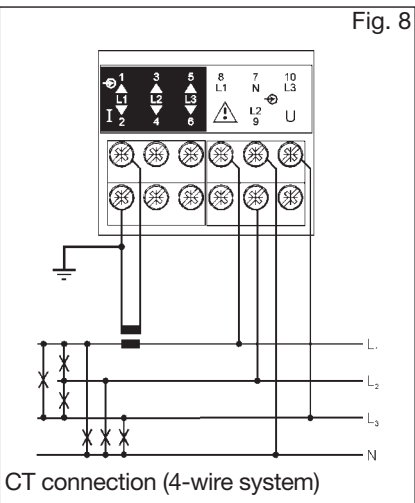 Fig. 8
1 3 5 8 7 10
L1 N L3
L1 L2 L3
I 2 4 6 L2 9 U
L₁
L₂
L₃
N
CT connection (4-wire system)